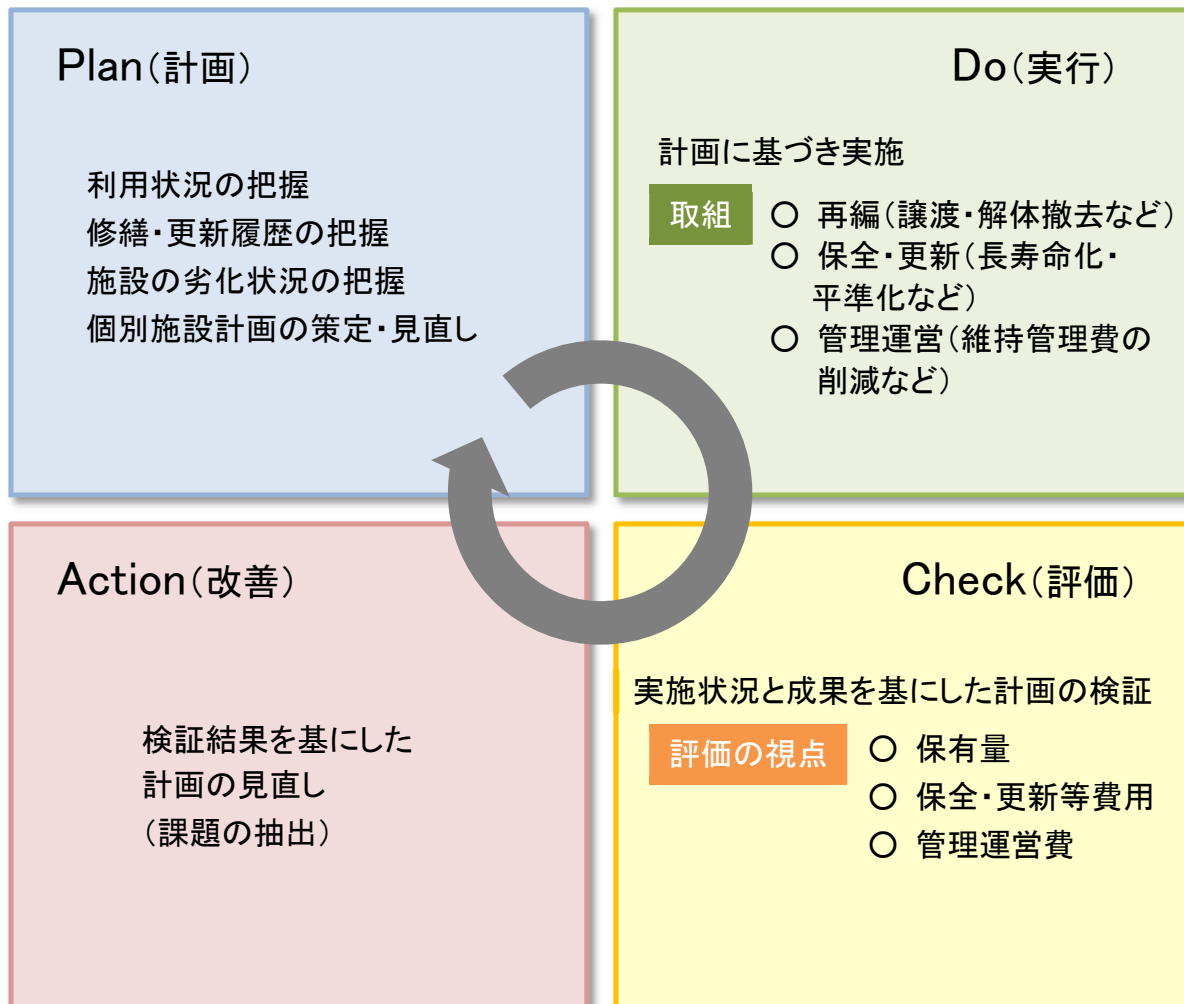 Plan（計画）
利用状況の把握
修繕・更新履歴の把握
施設の劣化状況の把握
個別施設計画の策定・見直し
Do（実行）
計画に基づき実施
取組
○ 再編（譲渡・解体撤去など）
○ 保全・更新（長寿命化・
平準化など）
○ 管理運営（維持管理費の
削減など）
Action（改善）
検証結果を基にした
計画の見直し
（課題の抽出）
Check（評価）
実施状況と成果を基にした計画の検証
評価の視点
○ 保有量
○ 保全・更新等費用
○ 管理運営費